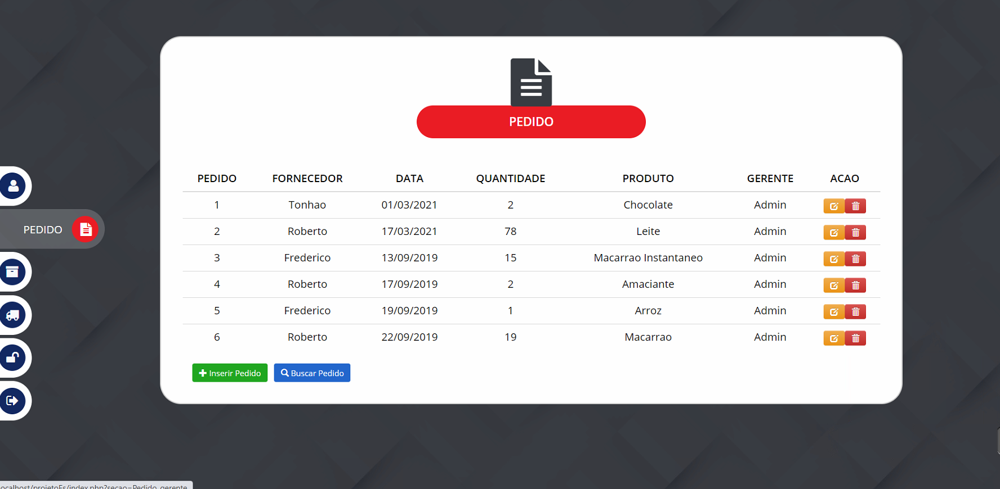 PEDIDO
PEDIDO FORNECEDOR DATA QUANTIDADE PRODUTO GERENTE ACAO
1 Tonhao 01/03/2021 2 Chocolate Admin
2 Roberto 17/03/2021 78 Leite Admin
PEDIDO
3 Frederico 13/09/2019 15 Macarrao Instantaneo Admin
4 Roberto 17/09/2019 2 Amaciante Admin
5 Frederico 19/09/2019 1 Arroz Admin
6 Roberto 22/09/2019 19 Macarrao Admin
Inserir Pedido Buscar Pedido
ocalhost/projetoEs/index.php?secao=Pedido_gerente